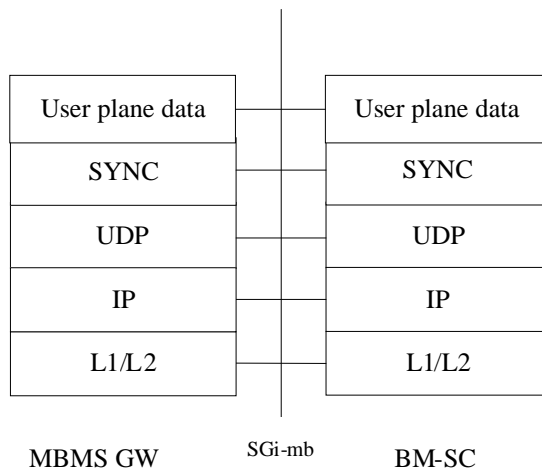 User plane data User plane data
SYNC SYNC
UDP UDP
IP IP
L1/L2 L1/L2
MBMS GW SGi-mb BM-SC